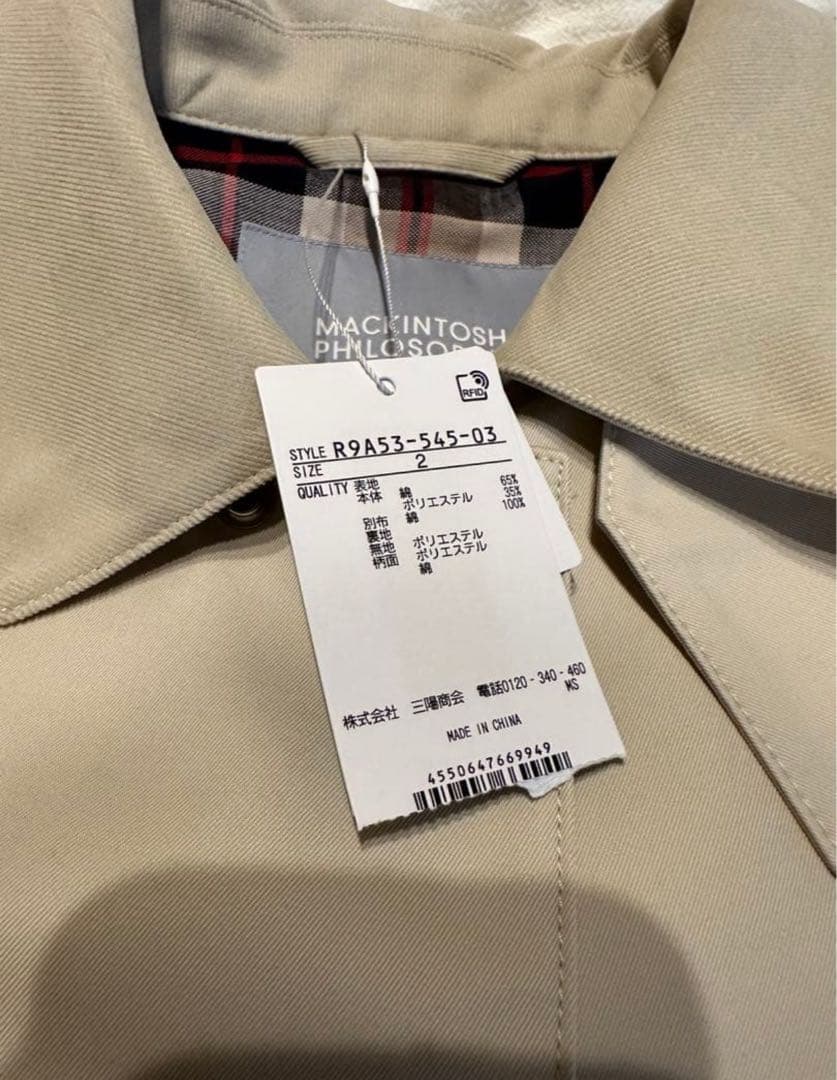 MACKINTOSH
PHILOSO
RFID
STYLE R9A53-545-03
SIZE 2
QUALITY 表地
本体 綿 65%
ポリエステル 35%
別布 綿 100%
裏地
無地 ポリエステル
柄面 ポリエステル
綿
株式会社 三陽商会 電話0120-340-460
MS
MADE IN CHINA
4550647669949